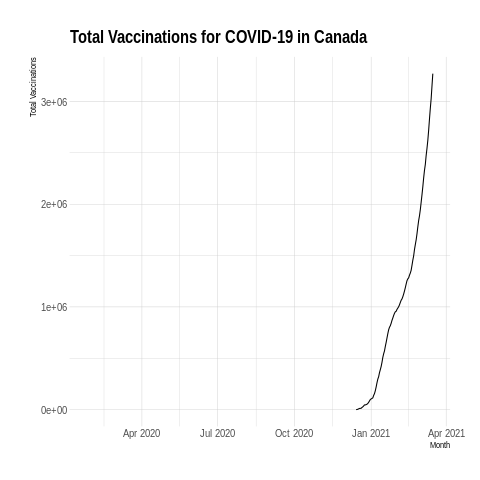 Total Vaccinations for COVID-19 in Canada
Total Vaccinations
3e+06
2e+06
1e+06
0e+00
Apr 2020 Jul 2020 Oct 2020 Jan 2021 Apr 2021
Month